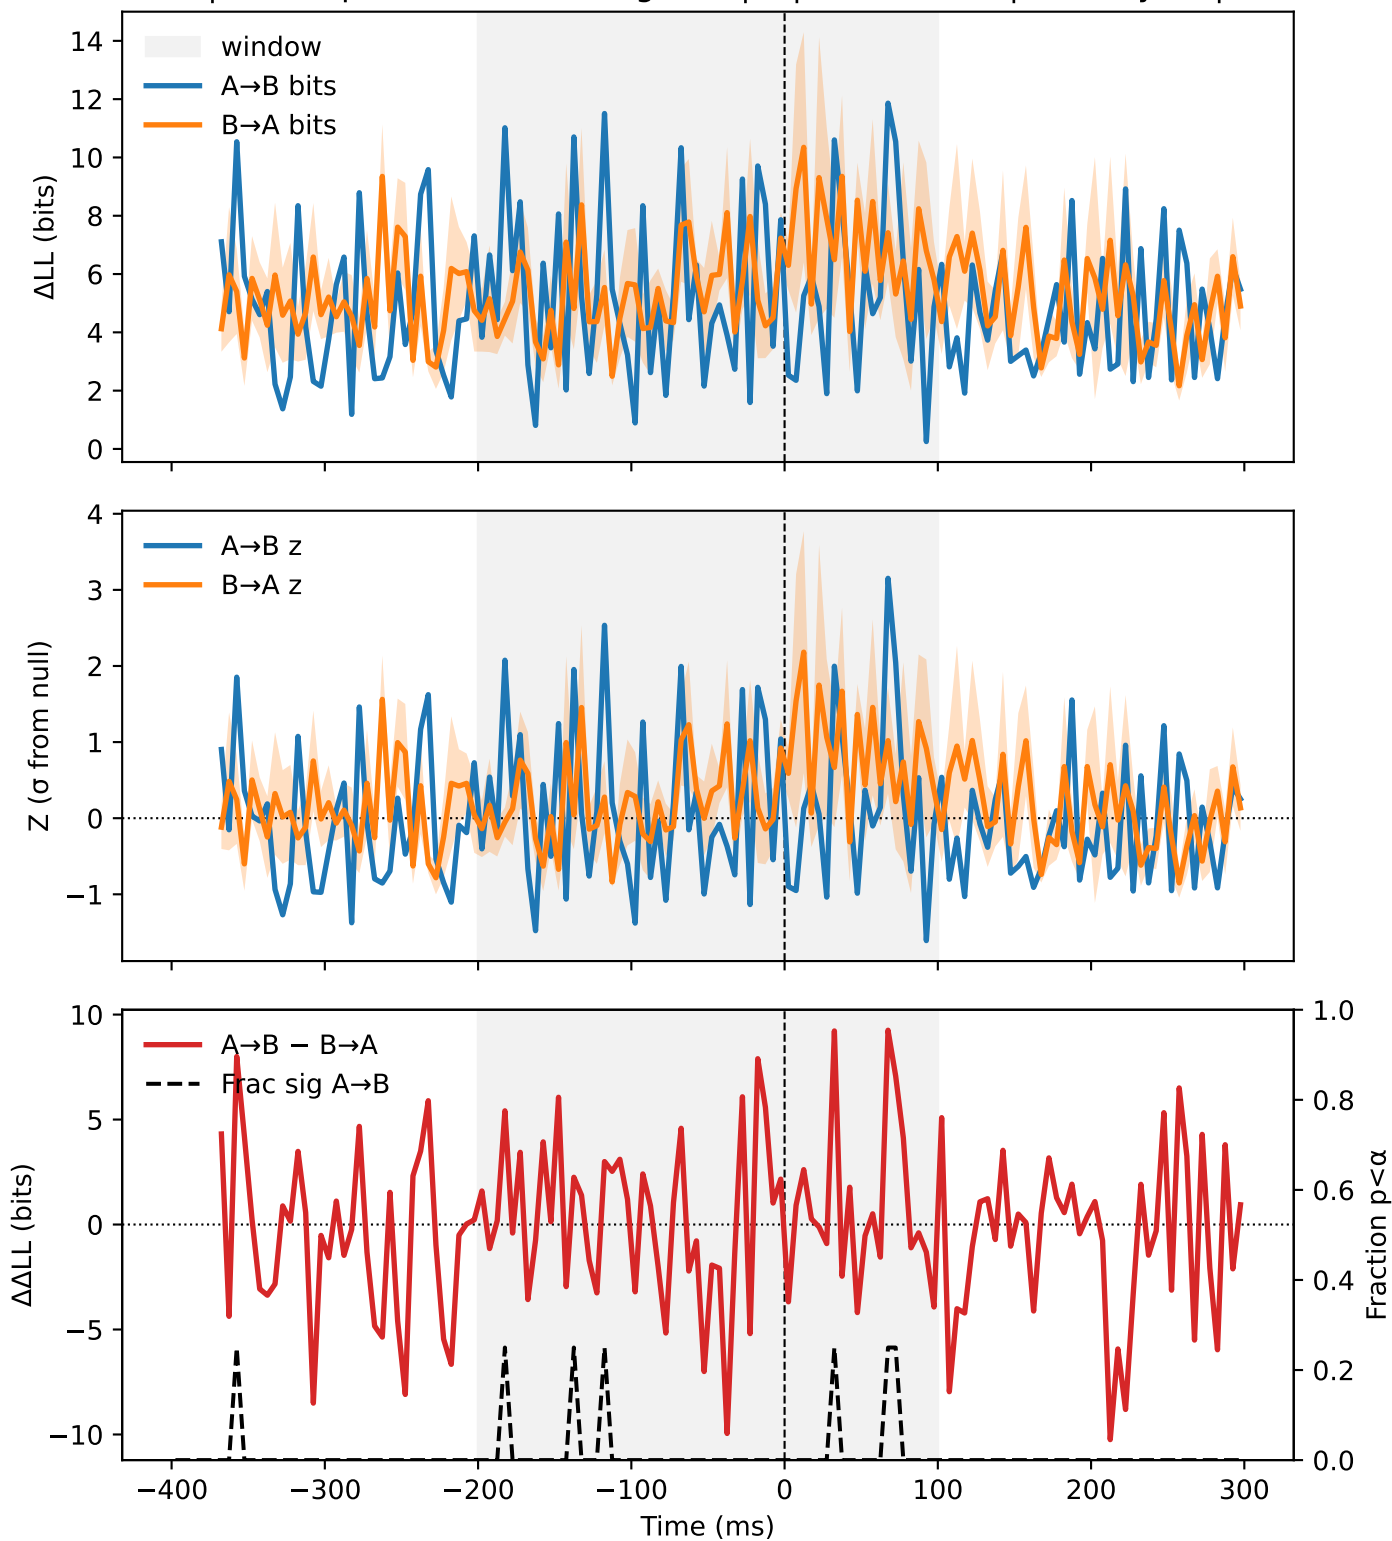 14
12
10
8
6
4
2
0
ΔLL (bits)
window
A→B bits
B→A bits
4
3
2
1
0
−1
Z (σ from null)
A→B z
B→A z
10
5
0
−5
−10
ΔΔLL (bits)
A→B − B→A
Frac sig A→B
1.0
0.8
0.6
0.4
0.2
0.0
Fraction p<α
−400 −300 −200 −100 0 100 200 300
Time (ms)